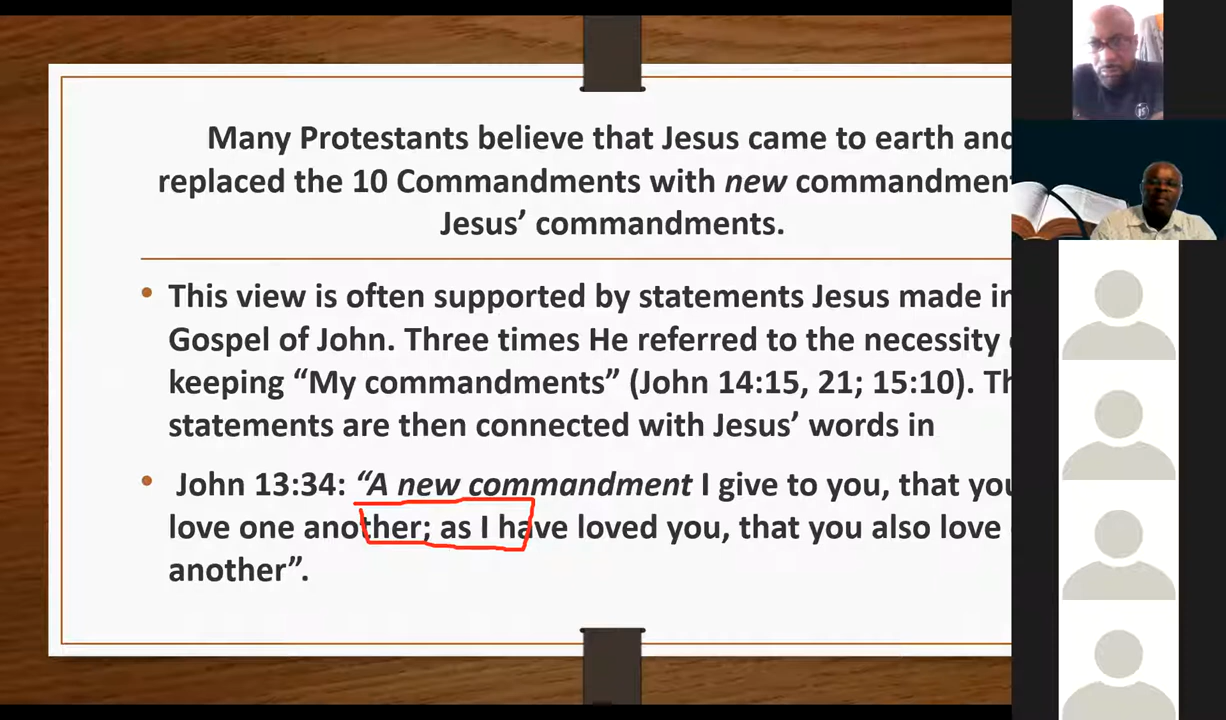 Many Protestants believe that Jesus came to earth and
replaced the 10 Commandments with new commandment
Jesus’ commandments.
• This view is often supported by statements Jesus made in
Gospel of John. Three times He referred to the necessity
keeping “My commandments” (John 14:15, 21; 15:10). Th
statements are then connected with Jesus’ words in
• John 13:34: “A new commandment I give to you, that you
love one another; as I have loved you, that you also love
another”.